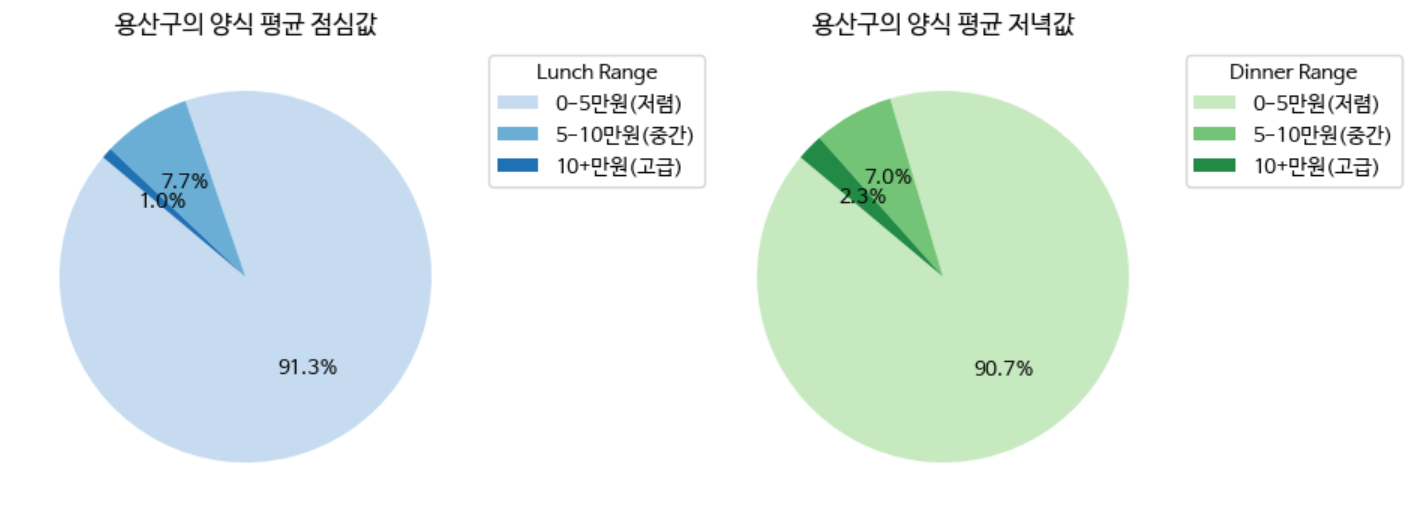 용산구의 양식 평균 점심값
Lunch Range
0-5만원(저렴)
5-10만원(중간)
10+만원(고급)
7.7%
1.0%
91.3%
용산구의 양식 평균 저녁값
Dinner Range
0-5만원(저렴)
5-10만원(중간)
10+만원(고급)
7.0%
2.3%
90.7%